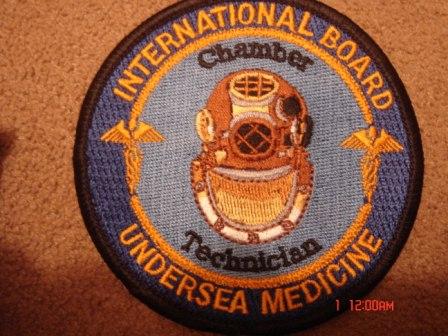 INTERNATIONAL BOARD
Chamber
Technician
UNDERSEA MEDICINE
1 12:00AM